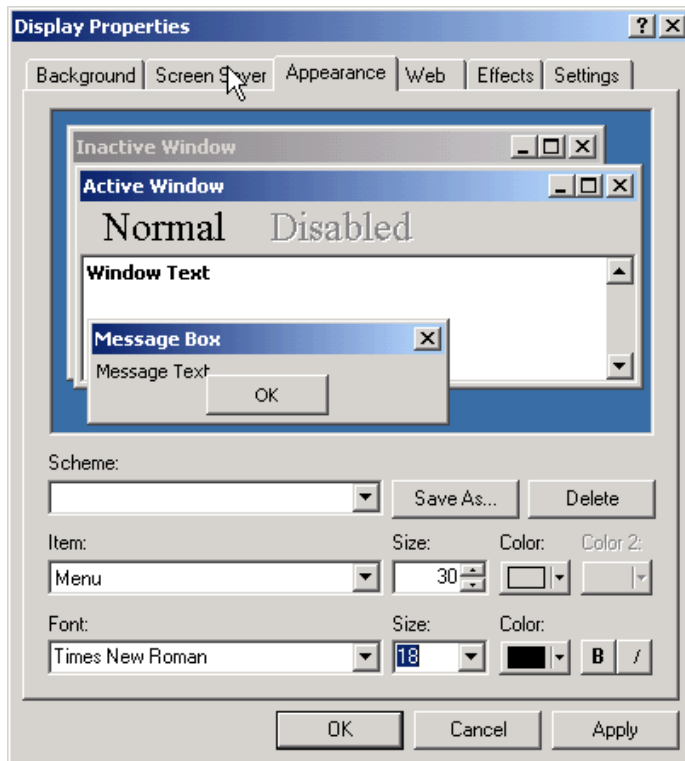 Display Properties
Background Screen Saver Appearance Web Effects Settings
Inactive Window
Active Window
Normal Disabled
Window Text
Message Box
Message Text
OK
Scheme:
Save As... Delete
Item: Size: Color: Color 2:
Menu 30
Font: Size: Color:
Times New Roman 18 B /
OK Cancel Apply